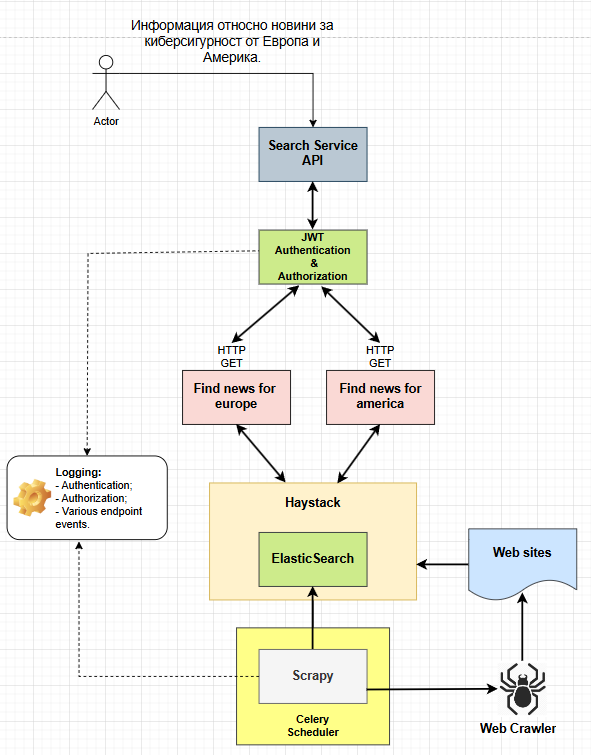 Информация относно новини за
киберсигурност от Европа и
Америка.
Actor
Search Service
API
JWT
Authentication
&
Authorization
HTTP
GET
HTTP
GET
Find news for
europe
Find news for
america
Logging:
- Authentication;
- Authorization;
- Various endpoint
events.
Haystack
ElasticSearch
Web sites
Scrapy
Celery
Scheduler
Web Crawler